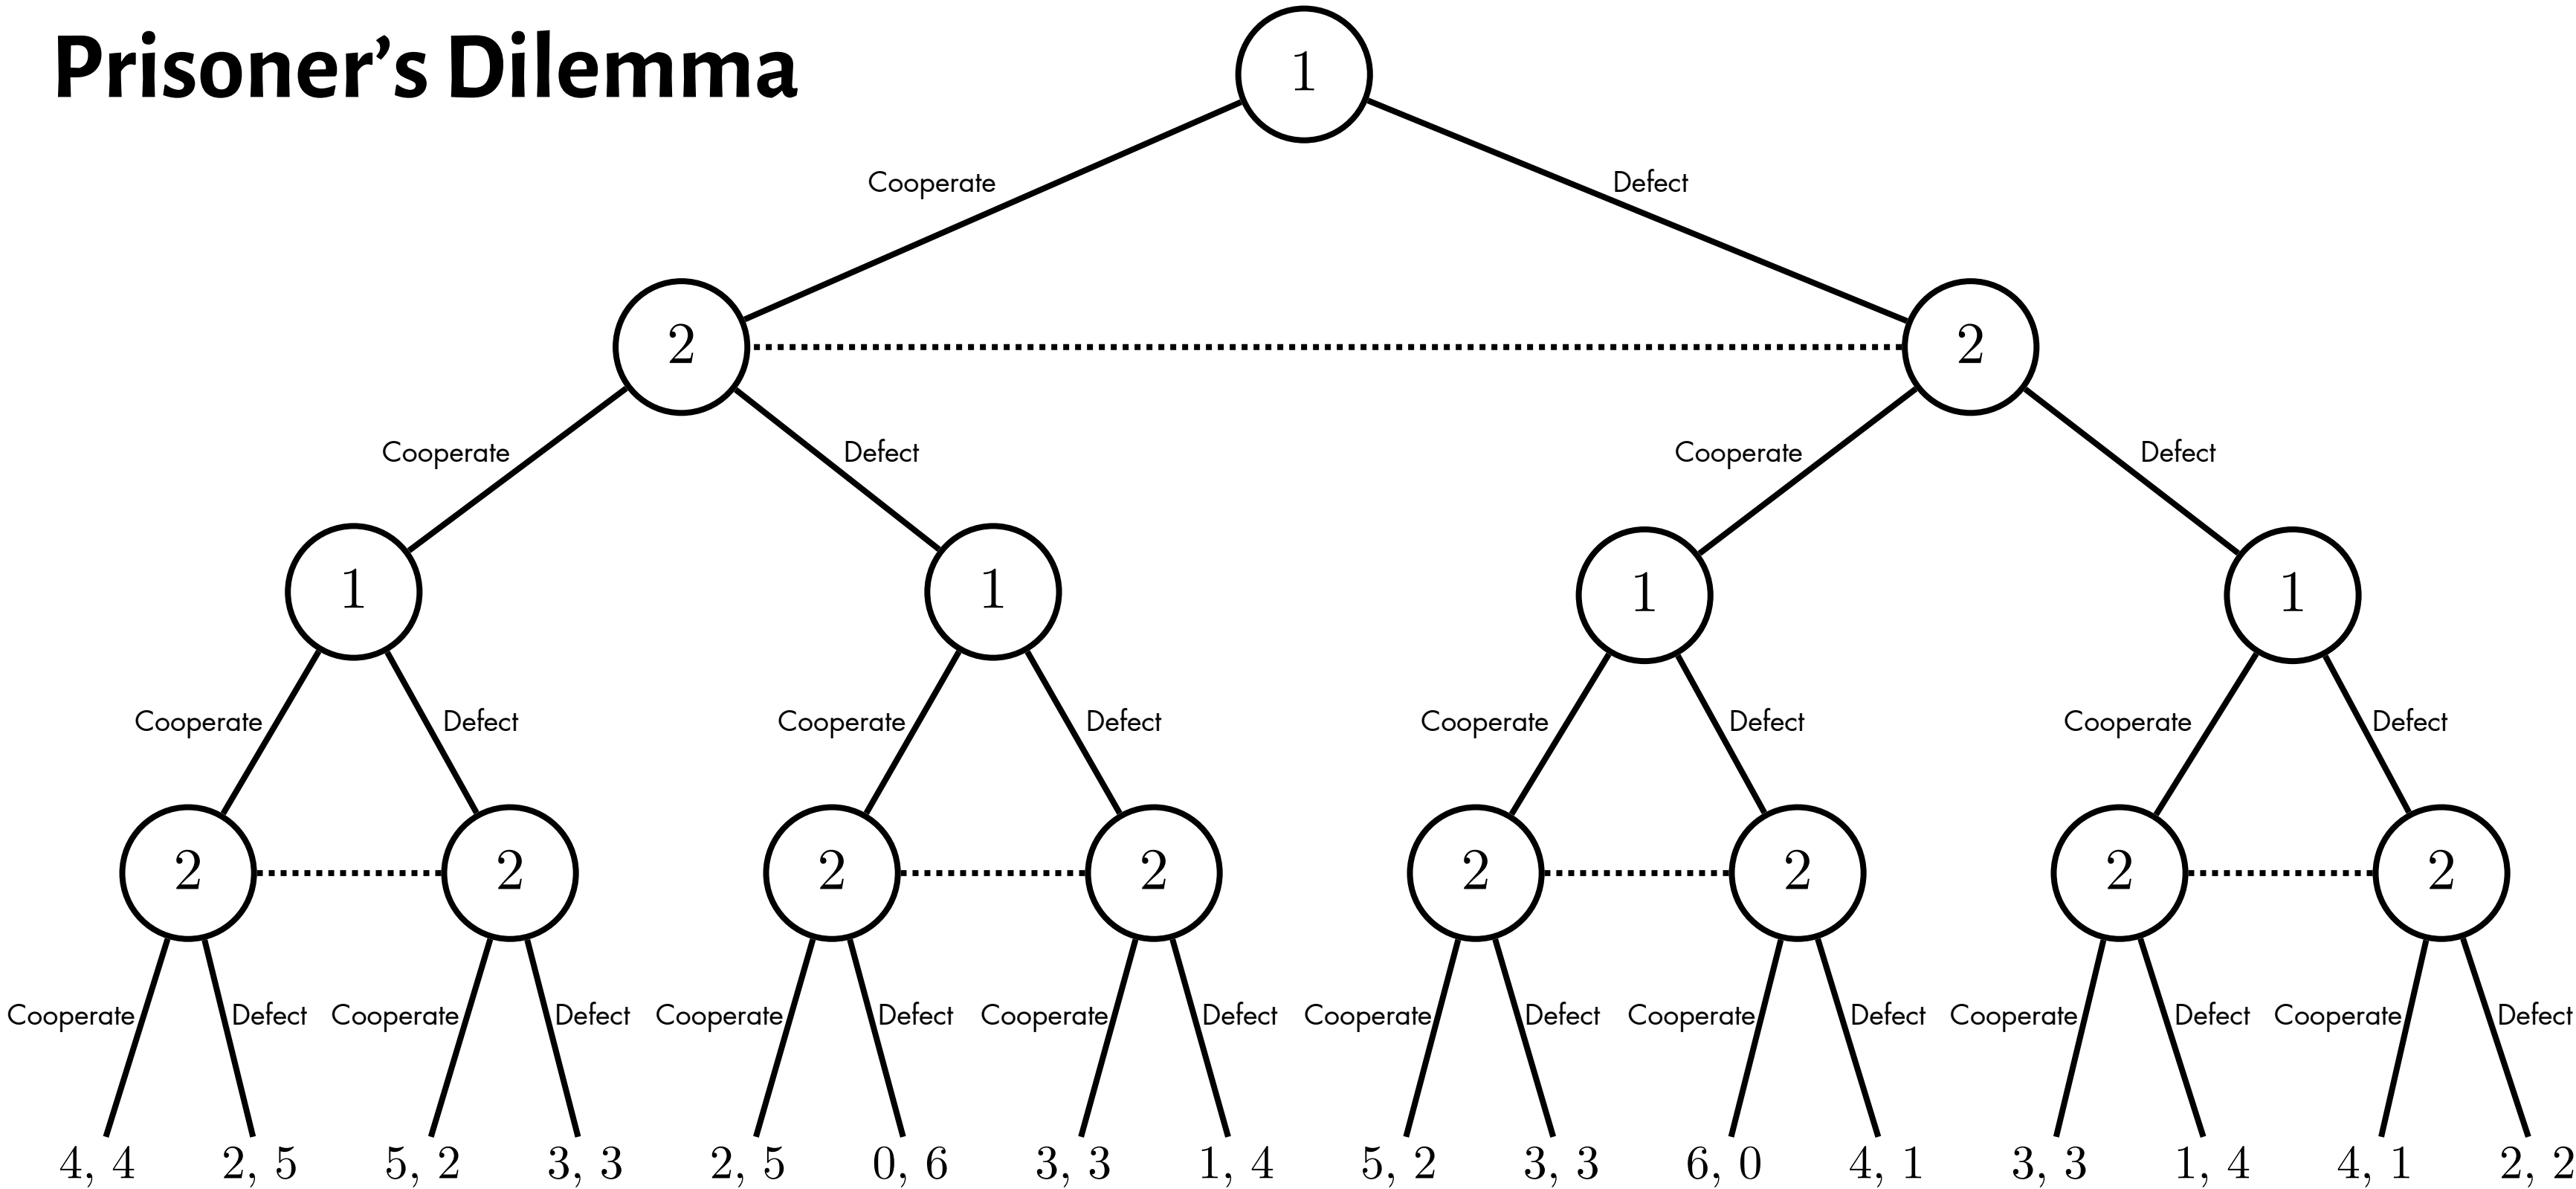 Prisoner’s Dilemma
1
Cooperate Defect
2 2
Cooperate Defect Cooperate Defect
1 1 1 1
Cooperate Defect Cooperate Defect Cooperate Defect Cooperate Defect
2 2 2 2 2 2 2 2
Cooperate Defect Cooperate Defect Cooperate Defect Cooperate Defect Cooperate Defect Cooperate Defect Cooperate Defect Cooperate Defect
4, 4 2, 5 5, 2 3, 3 2, 5 0, 6 3, 3 1, 4 5, 2 3, 3 6, 0 4, 1 3, 3 1, 4 4, 1 2, 2